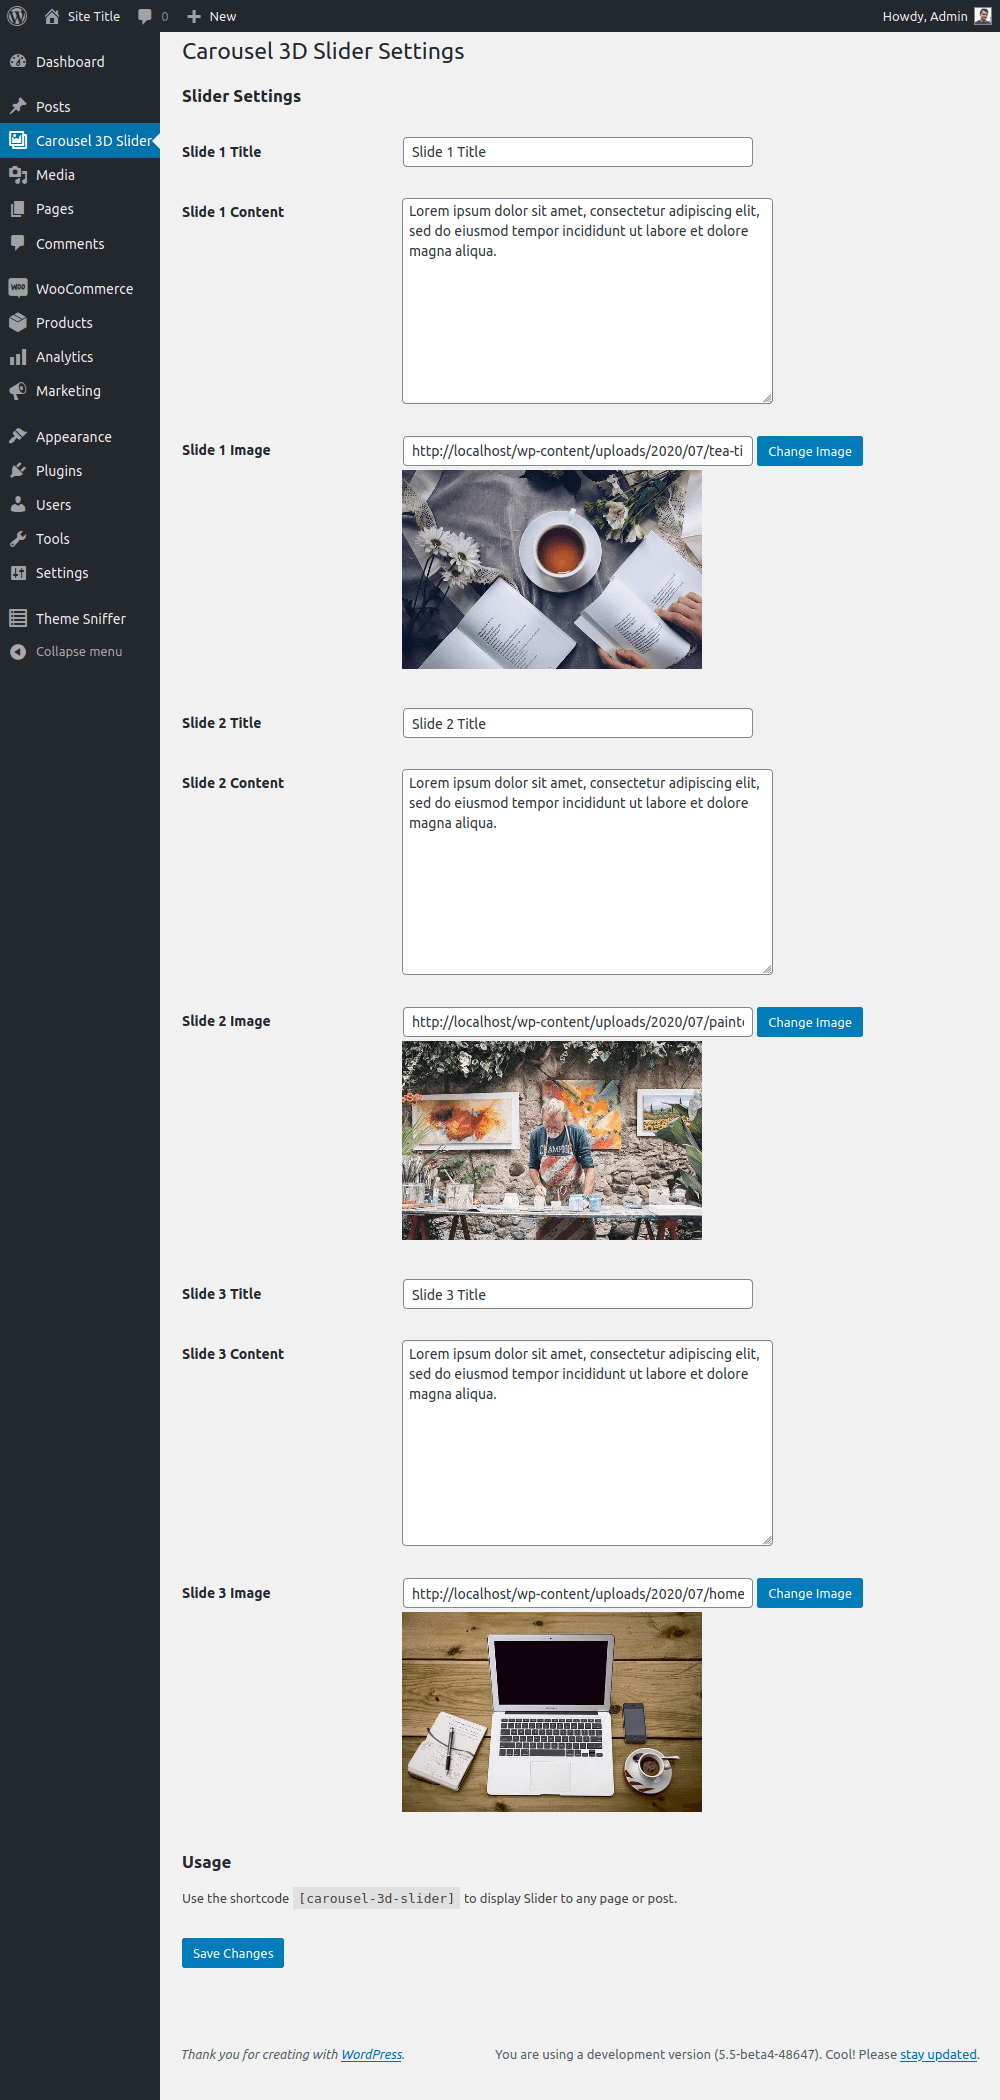 Site Title
0
New
Howdy, Admin
Dashboard
Posts
Carousel 3D Slider
Media
Pages
Comments
WooCommerce
Products
Analytics
Marketing
Appearance
Plugins
Users
Tools
Settings
Theme Sniffer
Collapse menu
Carousel 3D Slider Settings
Slider Settings
Slide 1 Title
Slide 1 Title
Slide 1 Content
Lorem ipsum dolor sit amet, consectetur adipiscing elit,
sed do eiusmod tempor incididunt ut labore et dolore
magna aliqua.
Slide 1 Image
http://localhost/wp-content/uploads/2020/07/tea-ti
Change Image
Slide 2 Title
Slide 2 Title
Slide 2 Content
Lorem ipsum dolor sit amet, consectetur adipiscing elit,
sed do eiusmod tempor incididunt ut labore et dolore
magna aliqua.
Slide 2 Image
http://localhost/wp-content/uploads/2020/07/painte
Change Image
Slide 3 Title
Slide 3 Title
Slide 3 Content
Lorem ipsum dolor sit amet, consectetur adipiscing elit,
sed do eiusmod tempor incididunt ut labore et dolore
magna aliqua.
Slide 3 Image
http://localhost/wp-content/uploads/2020/07/home
Change Image
Usage
Use the shortcode [carousel-3d-slider] to display Slider to any page or post.
Save Changes
Thank you for creating with WordPress.
You are using a development version (5.5-beta4-48647). Cool! Please stay updated.